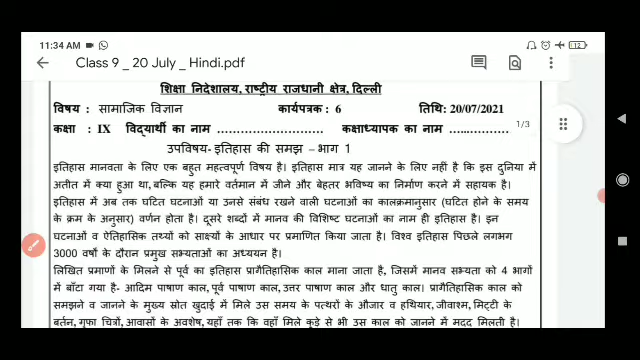 11:34 AM
12
Class 9 _ 20 July _ Hindi.pdf
शिक्षा निदेशालय, राष्ट्रीय राजधानी क्षेत्र, दिल्ली
विषय : सामाजिक विज्ञान कार्यपत्रक : 6 तिथि: 20/07/2021
कक्षा : IX विद्यार्थी का नाम ........................... कक्षाध्यापक का नाम ...............
1/3
उपविषय- इतिहास की समझ – भाग 1
इतिहास मानवता के लिए एक बहुत महत्वपूर्ण विषय है। इतिहास मात्र यह जानने के लिए नहीं है कि इस दुनिया में
अतीत में क्या हुआ था, बल्कि यह हमारे वर्तमान में जीने और बेहतर भविष्य का निर्माण करने में सहायक है।
इतिहास में अब तक घटित घटनाओं या उनसे संबंध रखने वाली घटनाओं का कालक्रमानुसार (घटित होने के समय
के क्रम के अनुसार) वर्णन होता है। दूसरे शब्दों में मानव की विशिष्ट घटनाओं का नाम ही इतिहास है। इन
घटनाओ व ऐतिहासिक तथ्यों को साक्ष्यों के आधार पर प्रमाणित किया जाता है। विश्व इतिहास पिछले लगभग
3000 वर्षो के दौरान प्रमुख सभ्यताओं का अध्ययन है।
लिखित प्रमाणों के मिलने से पूर्व का इतिहास प्रागैतिहासिक काल माना जाता है, जिसमें मानव सभ्यता को 4 भागों
में बाँटा गया है- आदिम पाषाण काल, पूर्व पाषाण काल, उत्तर पाषाण काल और धातु काल। प्रागैतिहासिक काल को
समझने व जानने के मुख्य स्रोत खुदाई में मिले उस समय के पत्थरों के औजार व हथियार, जीवाश्म, मिट्टी के
बर्तन, गुफा चित्रों, आवासों के अवशेष, यहाँ तक कि वहाँ मिले कूड़े से भी उस काल को जानने में मदद मिलती है।